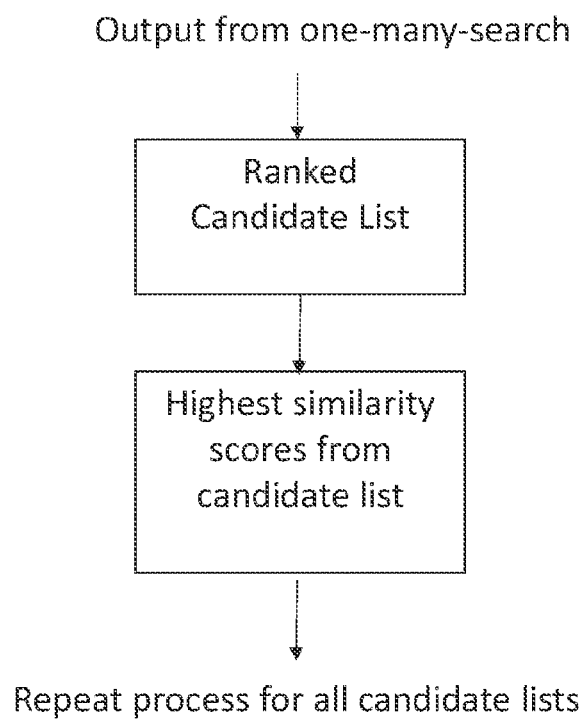 Output from one-many-search
Ranked
Candidate List
Highest similarity
scores from
candidate list
Repeat process for all candidate lists